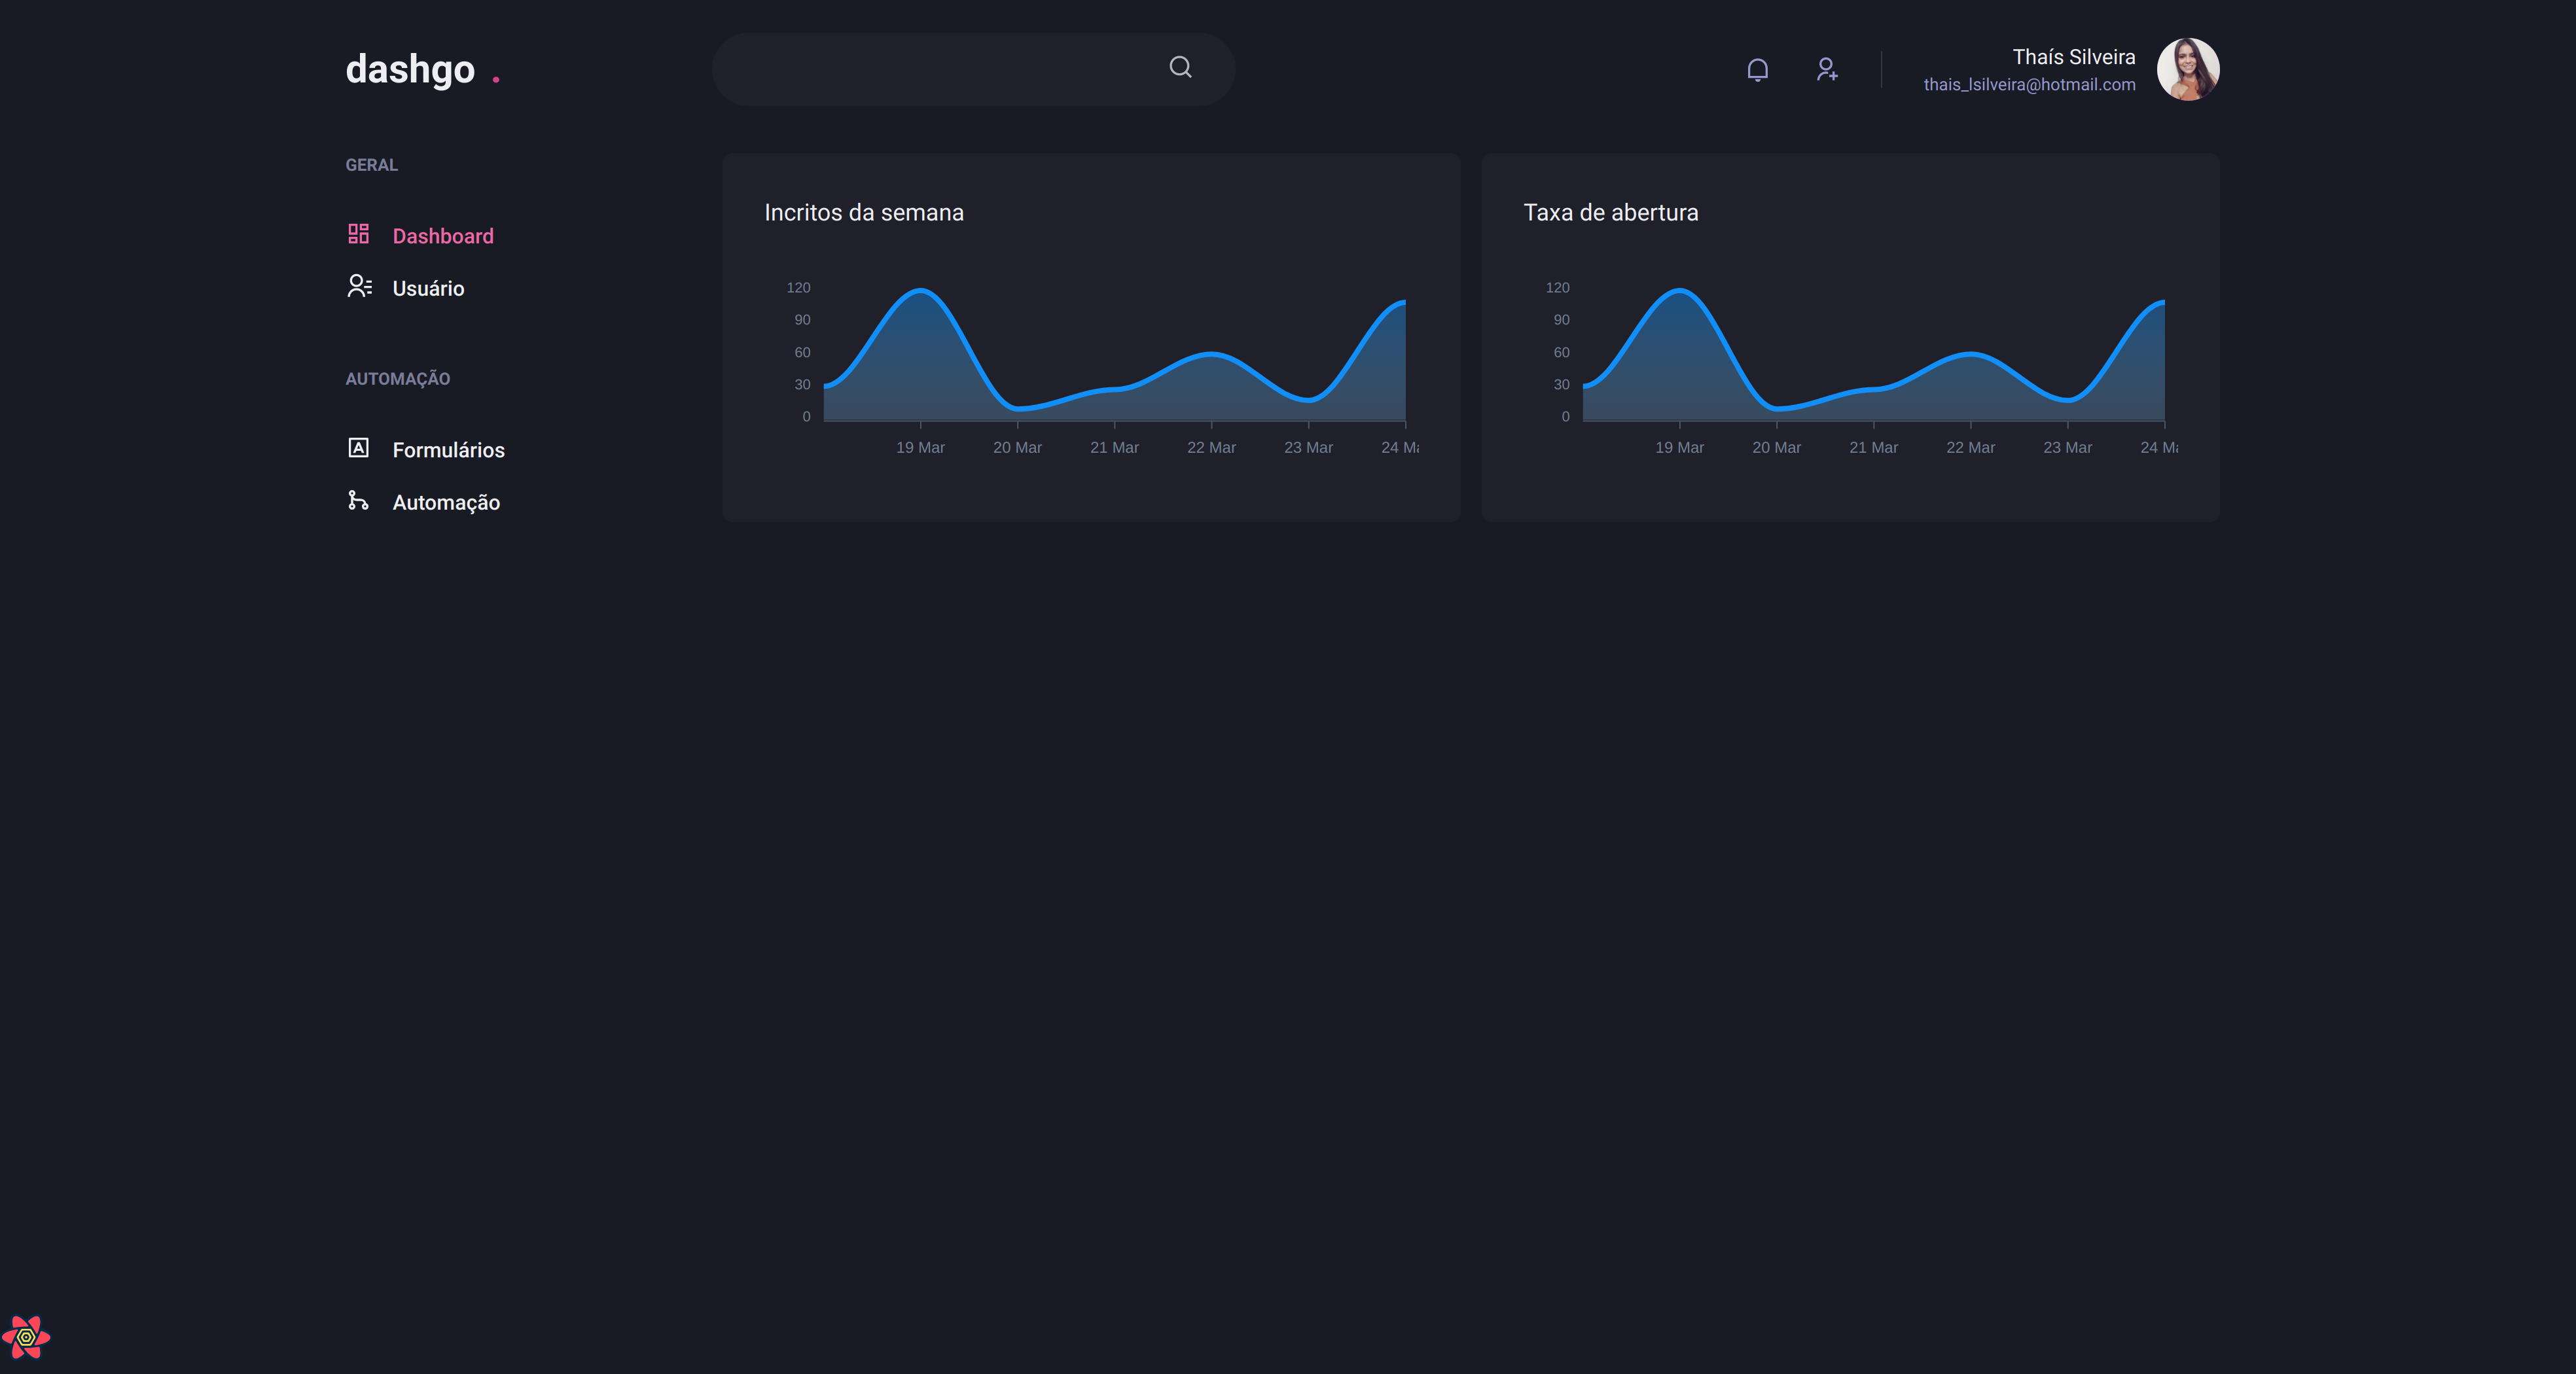 dashgo .
Thaís Silveira
thais_lsilveira@hotmail.com
GERAL
Dashboard
Usuário
AUTOMAÇÃO
Formulários
Automação
Incritos da semana
120
90
60
30
0
19 Mar 20 Mar 21 Mar 22 Mar 23 Mar 24 Ma
Taxa de abertura
120
90
60
30
0
19 Mar 20 Mar 21 Mar 22 Mar 23 Mar 24 Ma